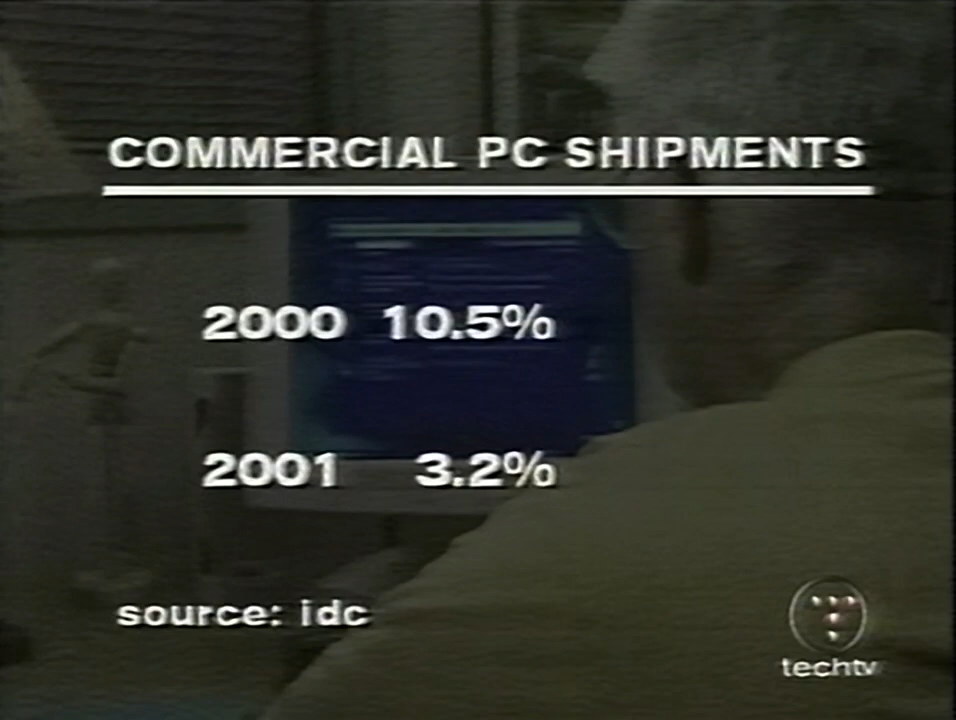 COMMERCIAL PC SHIPMENTS
2000 10.5%
2001 3.2%
source: idc
techtv